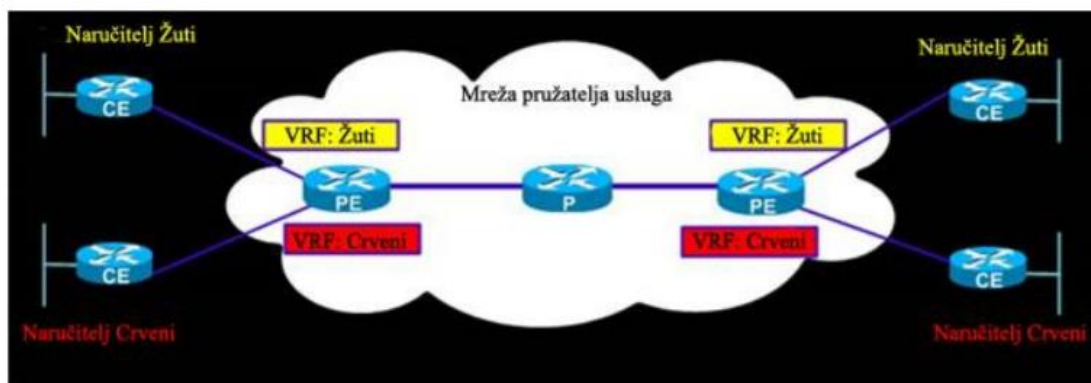 Naručitelj Žuti
Naručitelj Žuti
CE
CE
Mreža pružatelja usluga
VRF: Žuti
VRF: Žuti
PE
P
PE
VRF: Crveni
VRF: Crveni
CE
CE
Naručitelj Crveni
Naručitelj Crveni